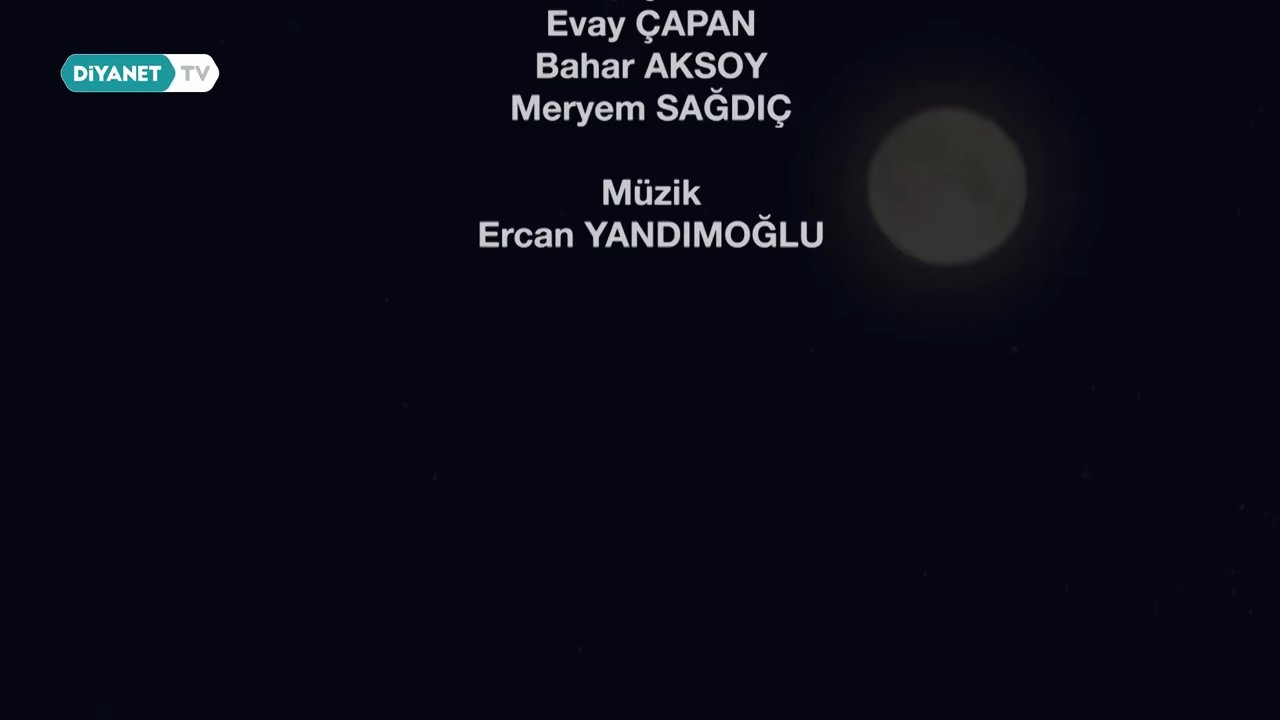 Evay ÇAPAN
DİYANET TV
Bahar AKSOY
Meryem SAĞDIÇ
Müzik
Ercan YANDIMOĞLU